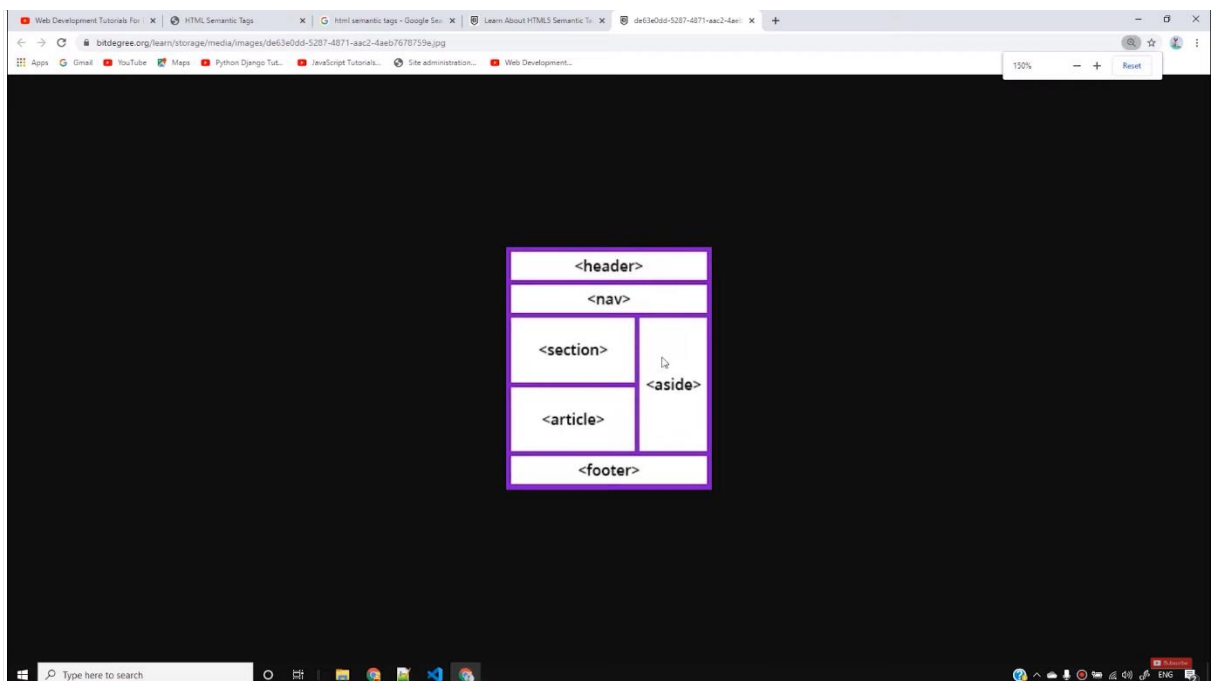 Web Development Tutorials For
HTML Semantic Tags
html semantic tags - Google Sea
Learn About HTML5 Semantic Ta
de63e0dd-5287-4871-aac2-4aeb
bitdegree.org/learn/storage/media/images/de63e0dd-5287-4871-aac2-4aeb7678759e.jpg
Apps Gmail YouTube Maps Python Django Tut... JavaScript Tutorials... Site administration... Web Development...
150% − + Reset
<header>
<nav>
<section>
<aside>
<article>
<footer>
Subscribe
Type here to search
ENG